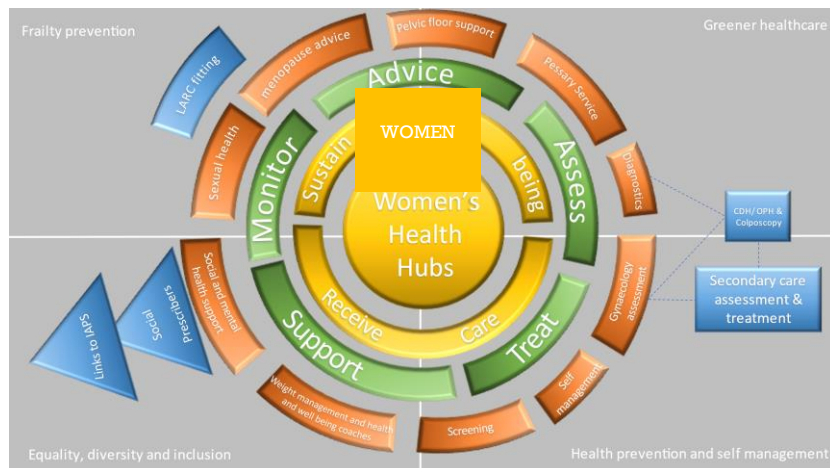 Frailty prevention
Greener healthcare
Pelvic floor support
menopause advice
LARC fitting
Sexual health
Pessary Service
Diagnostics
Advice
Monitor
Assess
Sustain
being
WOMEN
Women's
Health
Hubs
Receive
Care
Support
Treat
Gynaecology
assessment
CDH/OPH &
Colposcopy
Secondary care
assessment &
treatment
Social and mental
health support
Social
Prescribers
Links to IAPS
Weight management and health
and well being coaches
Screening
Self
management
Equality, diversity and inclusion
Health prevention and self management